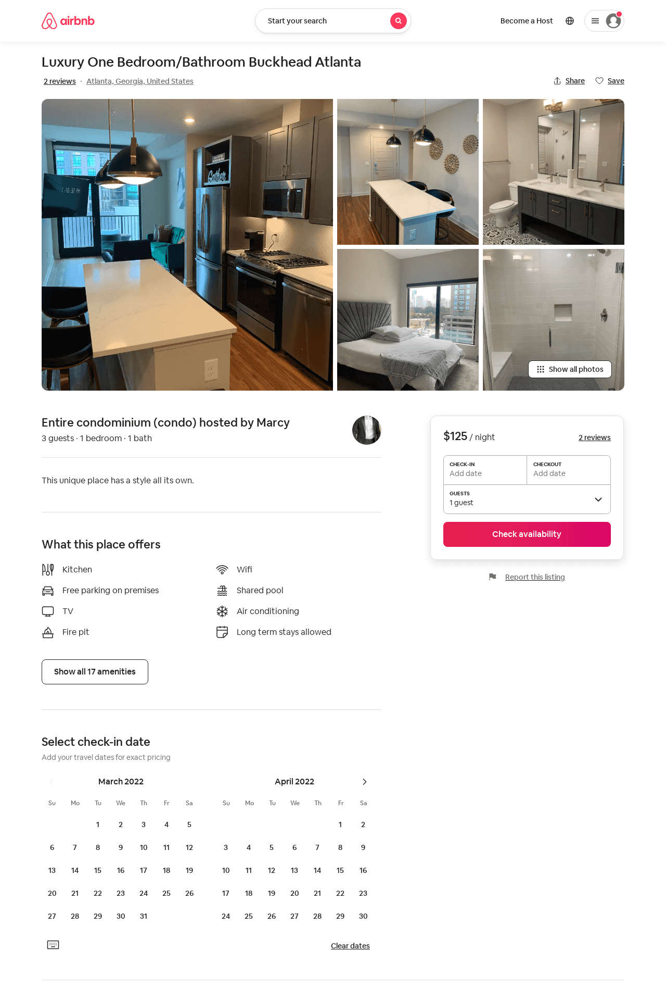 airbnb
Start your search
Become a Host
Luxury One Bedroom/Bathroom Buckhead Atlanta
2 reviews · Atlanta, Georgia, United States
Share
Save
1:18:32 PM
Gather
Show all photos
Entire condominium (condo) hosted by Marcy
3 guests · 1 bedroom · 1 bath
This unique place has a style all its own.
What this place offers
Kitchen
Wifi
Free parking on premises
Shared pool
TV
Air conditioning
Fire pit
Long term stays allowed
Show all 17 amenities
$125 / night
2 reviews
CHECK-IN
Add date
CHECKOUT
Add date
GUESTS
1 guest
Check availability
Report this listing
Select check-in date
Add your travel dates for exact pricing
March 2022
Su Mo Tu We Th Fr Sa
1 2 3 4 5
6 7 8 9 10 11 12
13 14 15 16 17 18 19
20 21 22 23 24 25 26
27 28 29 30 31
April 2022
Su Mo Tu We Th Fr Sa
1 2
3 4 5 6 7 8 9
10 11 12 13 14 15 16
17 18 19 20 21 22 23
24 25 26 27 28 29 30
Clear dates